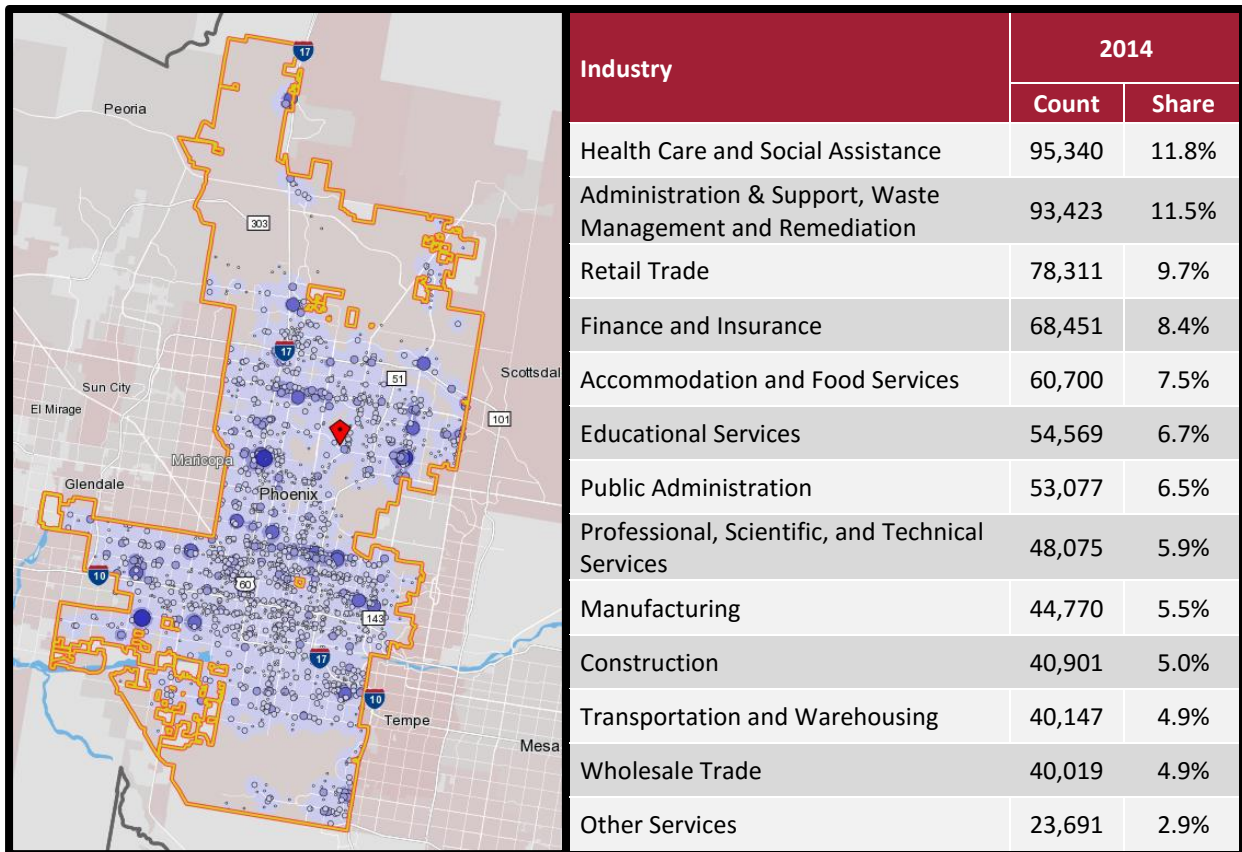 17
Peoria
303
17
51
Scottsdal
Sun City
El Mirage
101
Maricopa
Glendale
Phoenix
10
60
143
17
10
Tempe
Mesa
Industry
2014
Count Share
Health Care and Social Assistance 95,340 11.8%
Administration & Support, Waste
Management and Remediation 93,423 11.5%
Retail Trade 78,311 9.7%
Finance and Insurance 68,451 8.4%
Accommodation and Food Services 60,700 7.5%
Educational Services 54,569 6.7%
Public Administration 53,077 6.5%
Professional, Scientific, and Technical
Services 48,075 5.9%
Manufacturing 44,770 5.5%
Construction 40,901 5.0%
Transportation and Warehousing 40,147 4.9%
Wholesale Trade 40,019 4.9%
Other Services 23,691 2.9%